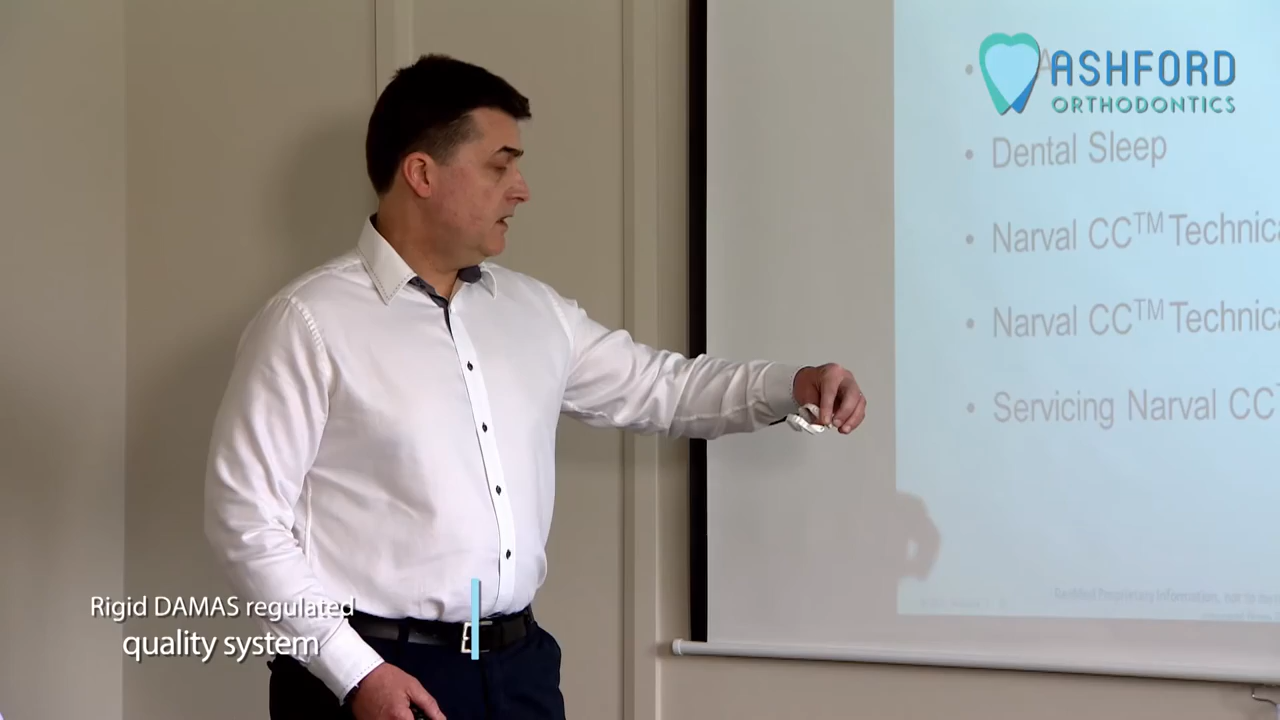 ASHFORD
ORTHODONTICS
• Dental Sleep
• Narval CC™ Technica
• Narval CC™ Technica
• Servicing Narval CC
Rigid DAMAS regulated
quality system